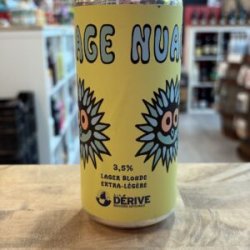 AGE NUA
3,5%
LAGER BLONDE
EXTRA-LÉGÈRE
DÉRIVE